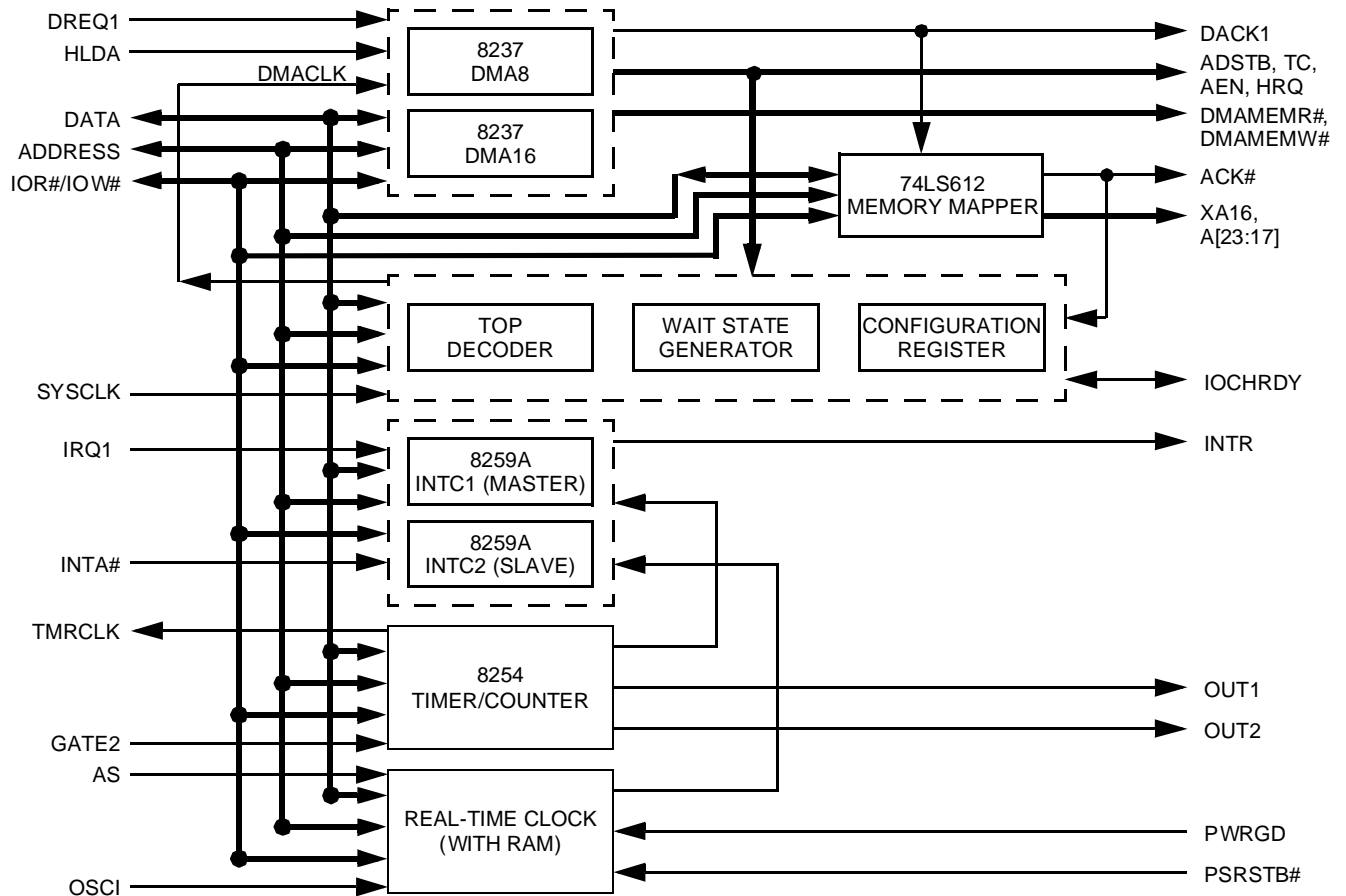 DREQ1
HLDA
DMACLK
DATA
ADDRESS
IOR#/IOW#
8237
DMA8
8237
DMA16
DACK1
ADSTB, TC,
AEN, HRQ
DMAMEMR#,
DMAMEMW#
74LS612
MEMORY MAPPER
ACK#
XA16,
A[23:17]
TOP
DECODER
WAIT STATE
GENERATOR
CONFIGURATION
REGISTER
SYSCLK
IOCHRDY
IRQ1
8259A
INTC1 (MASTER)
INTR
8259A
INTC2 (SLAVE)
INTA#
TMRCLK
8254
TIMER/COUNTER
OUT1
OUT2
GATE2
AS
REAL-TIME CLOCK
(WITH RAM)
PWRGD
PSRSTB#
OSCI